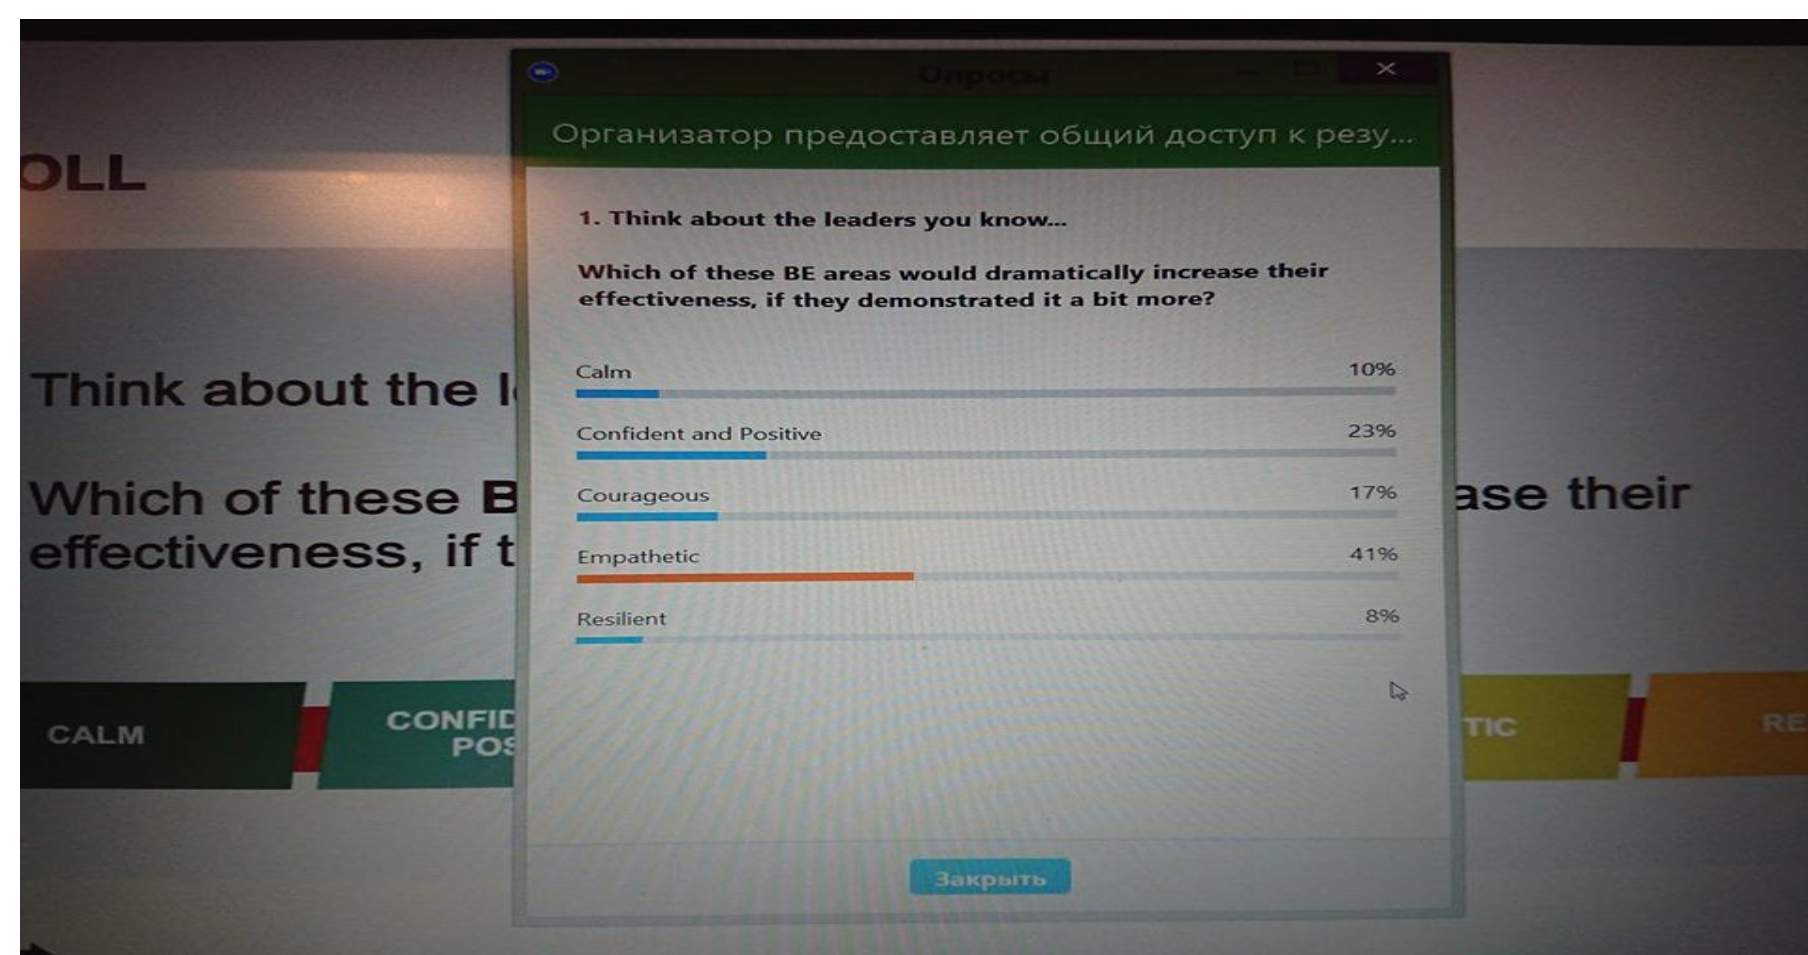 Опросы
Организатор предоставляет общий доступ к резу...
OLL
1. Think about the leaders you know...
Which of these BE areas would dramatically increase their
effectiveness, if they demonstrated it a bit more?
Think about the l
Which of these B
ase their
effectiveness, if t
Calm 10%
Confident and Positive 23%
Courageous 17%
Empathetic 41%
Resilient 8%
CALM
CONFID
POS
TIC
RE
Закрыть